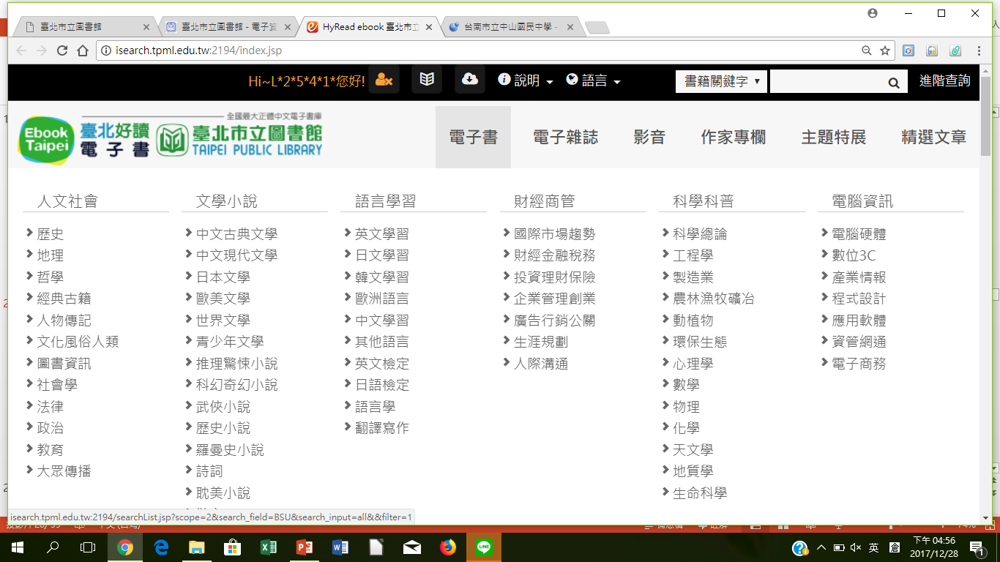 臺北市立圖書館
臺北市立圖書館 - 電子資
HyRead ebook 臺北市立
台南市立中山國民中學 -
isearch.tpml.edu.tw:2194/index.jsp
Hi~L*2*5*4*1*您好!
說明
語言
書籍關鍵字
進階查詢
Ebook Taipei
臺北好讀
電子書
全國最大正體中文電子書庫
臺北市立圖書館
TAIPEI PUBLIC LIBRARY
電子書
電子雜誌
影音
作家專欄
主題特展
精選文章
人文社會
歷史
地理
哲學
經典古籍
人物傳記
文化風俗人類
圖書資訊
社會學
法律
政治
教育
大眾傳播
文學小說
中文古典文學
中文現代文學
日本文學
歐美文學
世界文學
青少年文學
推理驚悚小說
科幻奇幻小說
武俠小說
歷史小說
羅曼史小說
詩詞
耽美小說
語言學習
英文學習
日文學習
韓文學習
歐洲語言
中文學習
其他語言
英文檢定
日語檢定
語言學
翻譯寫作
財經商管
國際市場趨勢
財經金融稅務
投資理財保險
企業管理創業
廣告行銷公關
生涯規劃
人際溝通
科學科普
科學總論
工程學
製造業
農林漁牧礦冶
動植物
環保生態
心理學
數學
物理
化學
天文學
地質學
生命科學
電腦資訊
電腦硬體
數位3C
產業情報
程式設計
應用軟體
資管網通
電子商務
isearch.tpml.edu.tw:2194/searchList.jsp?scope=2&search_field=BSU&search_input=all&&filter=1
LINE
英
倉
下午 04:56
2017/12/28
1